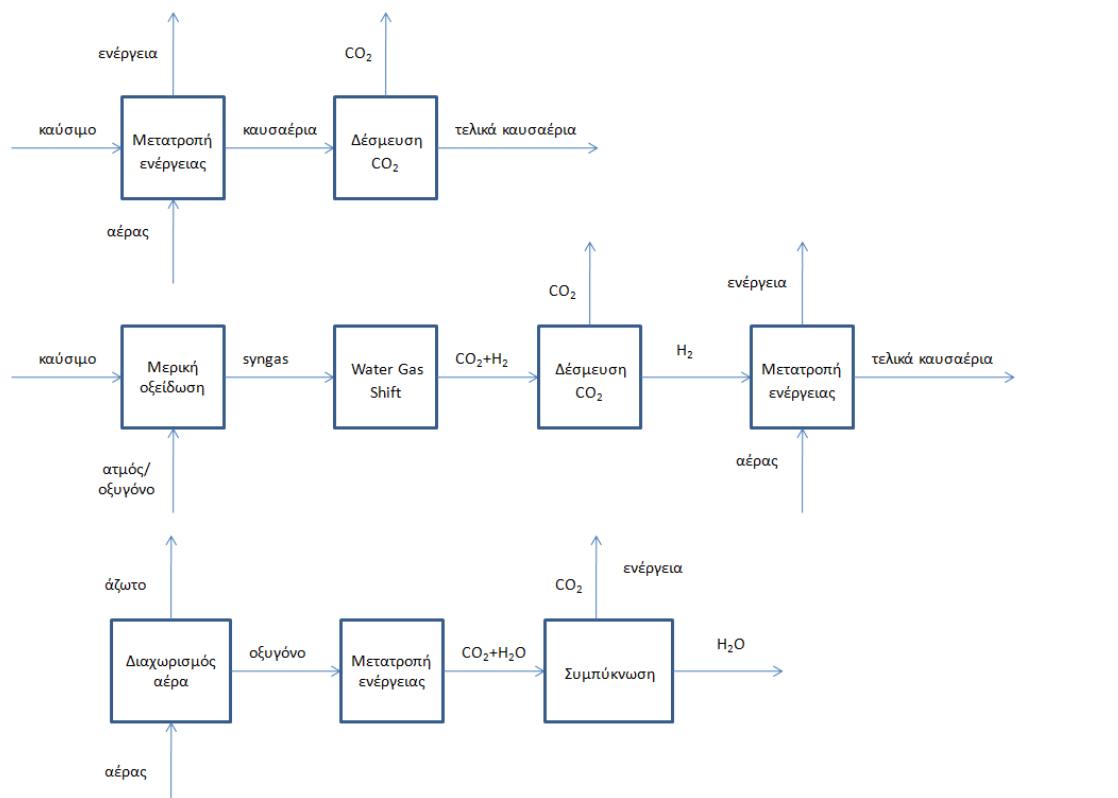 ενέργεια
CO₂
καύσιμο
Μετατροπή
ενέργειας
καυσαέρια
Δέσμευση
CO₂
τελικά καυσαέρια
αέρας
CO₂
ενέργεια
καύσιμο
Μερική
οξείδωση
syngas
Water Gas
Shift
CO₂+H₂
Δέσμευση
CO₂
H₂
Μετατροπή
ενέργειας
τελικά καυσαέρια
ατμός/
οξυγόνο
αέρας
άζωτο
CO₂
ενέργεια
Διαχωρισμός
αέρα
οξυγόνο
Μετατροπή
ενέργειας
CO₂+H₂O
Συμπύκνωση
H₂O
αέρας